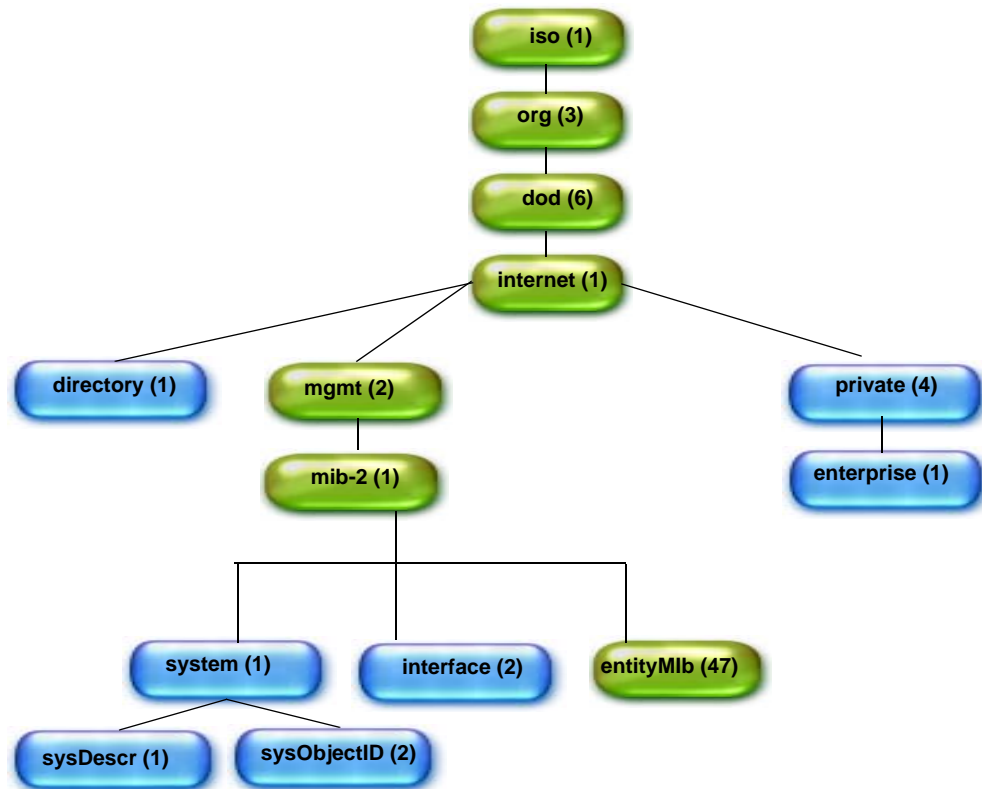 iso (1)
org (3)
dod (6)
internet (1)
directory (1)
mgmt (2)
private (4)
mib-2 (1)
enterprise (1)
system (1)
interface (2)
entityMIb (47)
sysDescr (1)
sysObjectID (2)